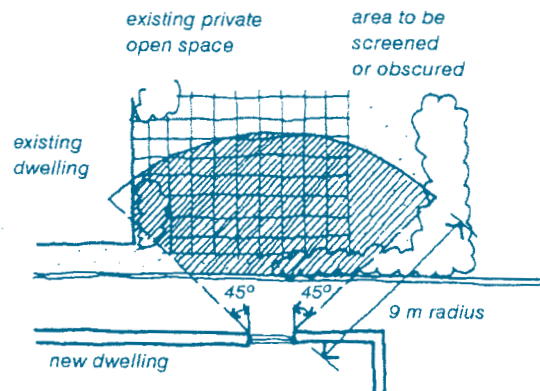 existing private
open space
area to be
screened
or obscured
existing
dwelling
45° 45°
9 m radius
new dwelling